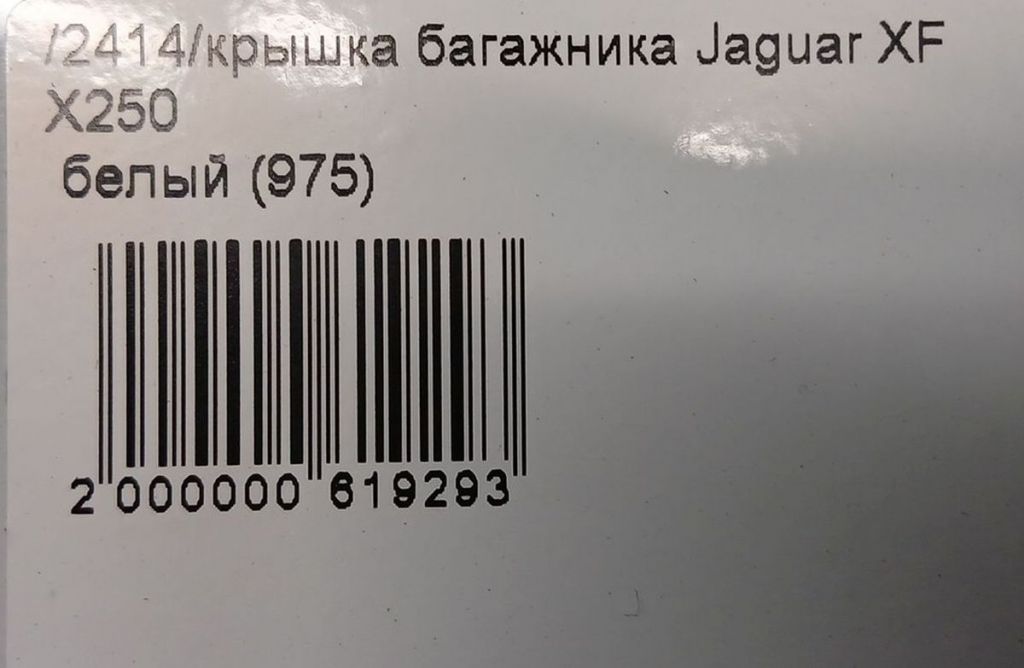 /2414/крышка багажника Jaguar XF
X250
белый (975)
2 000000 619293